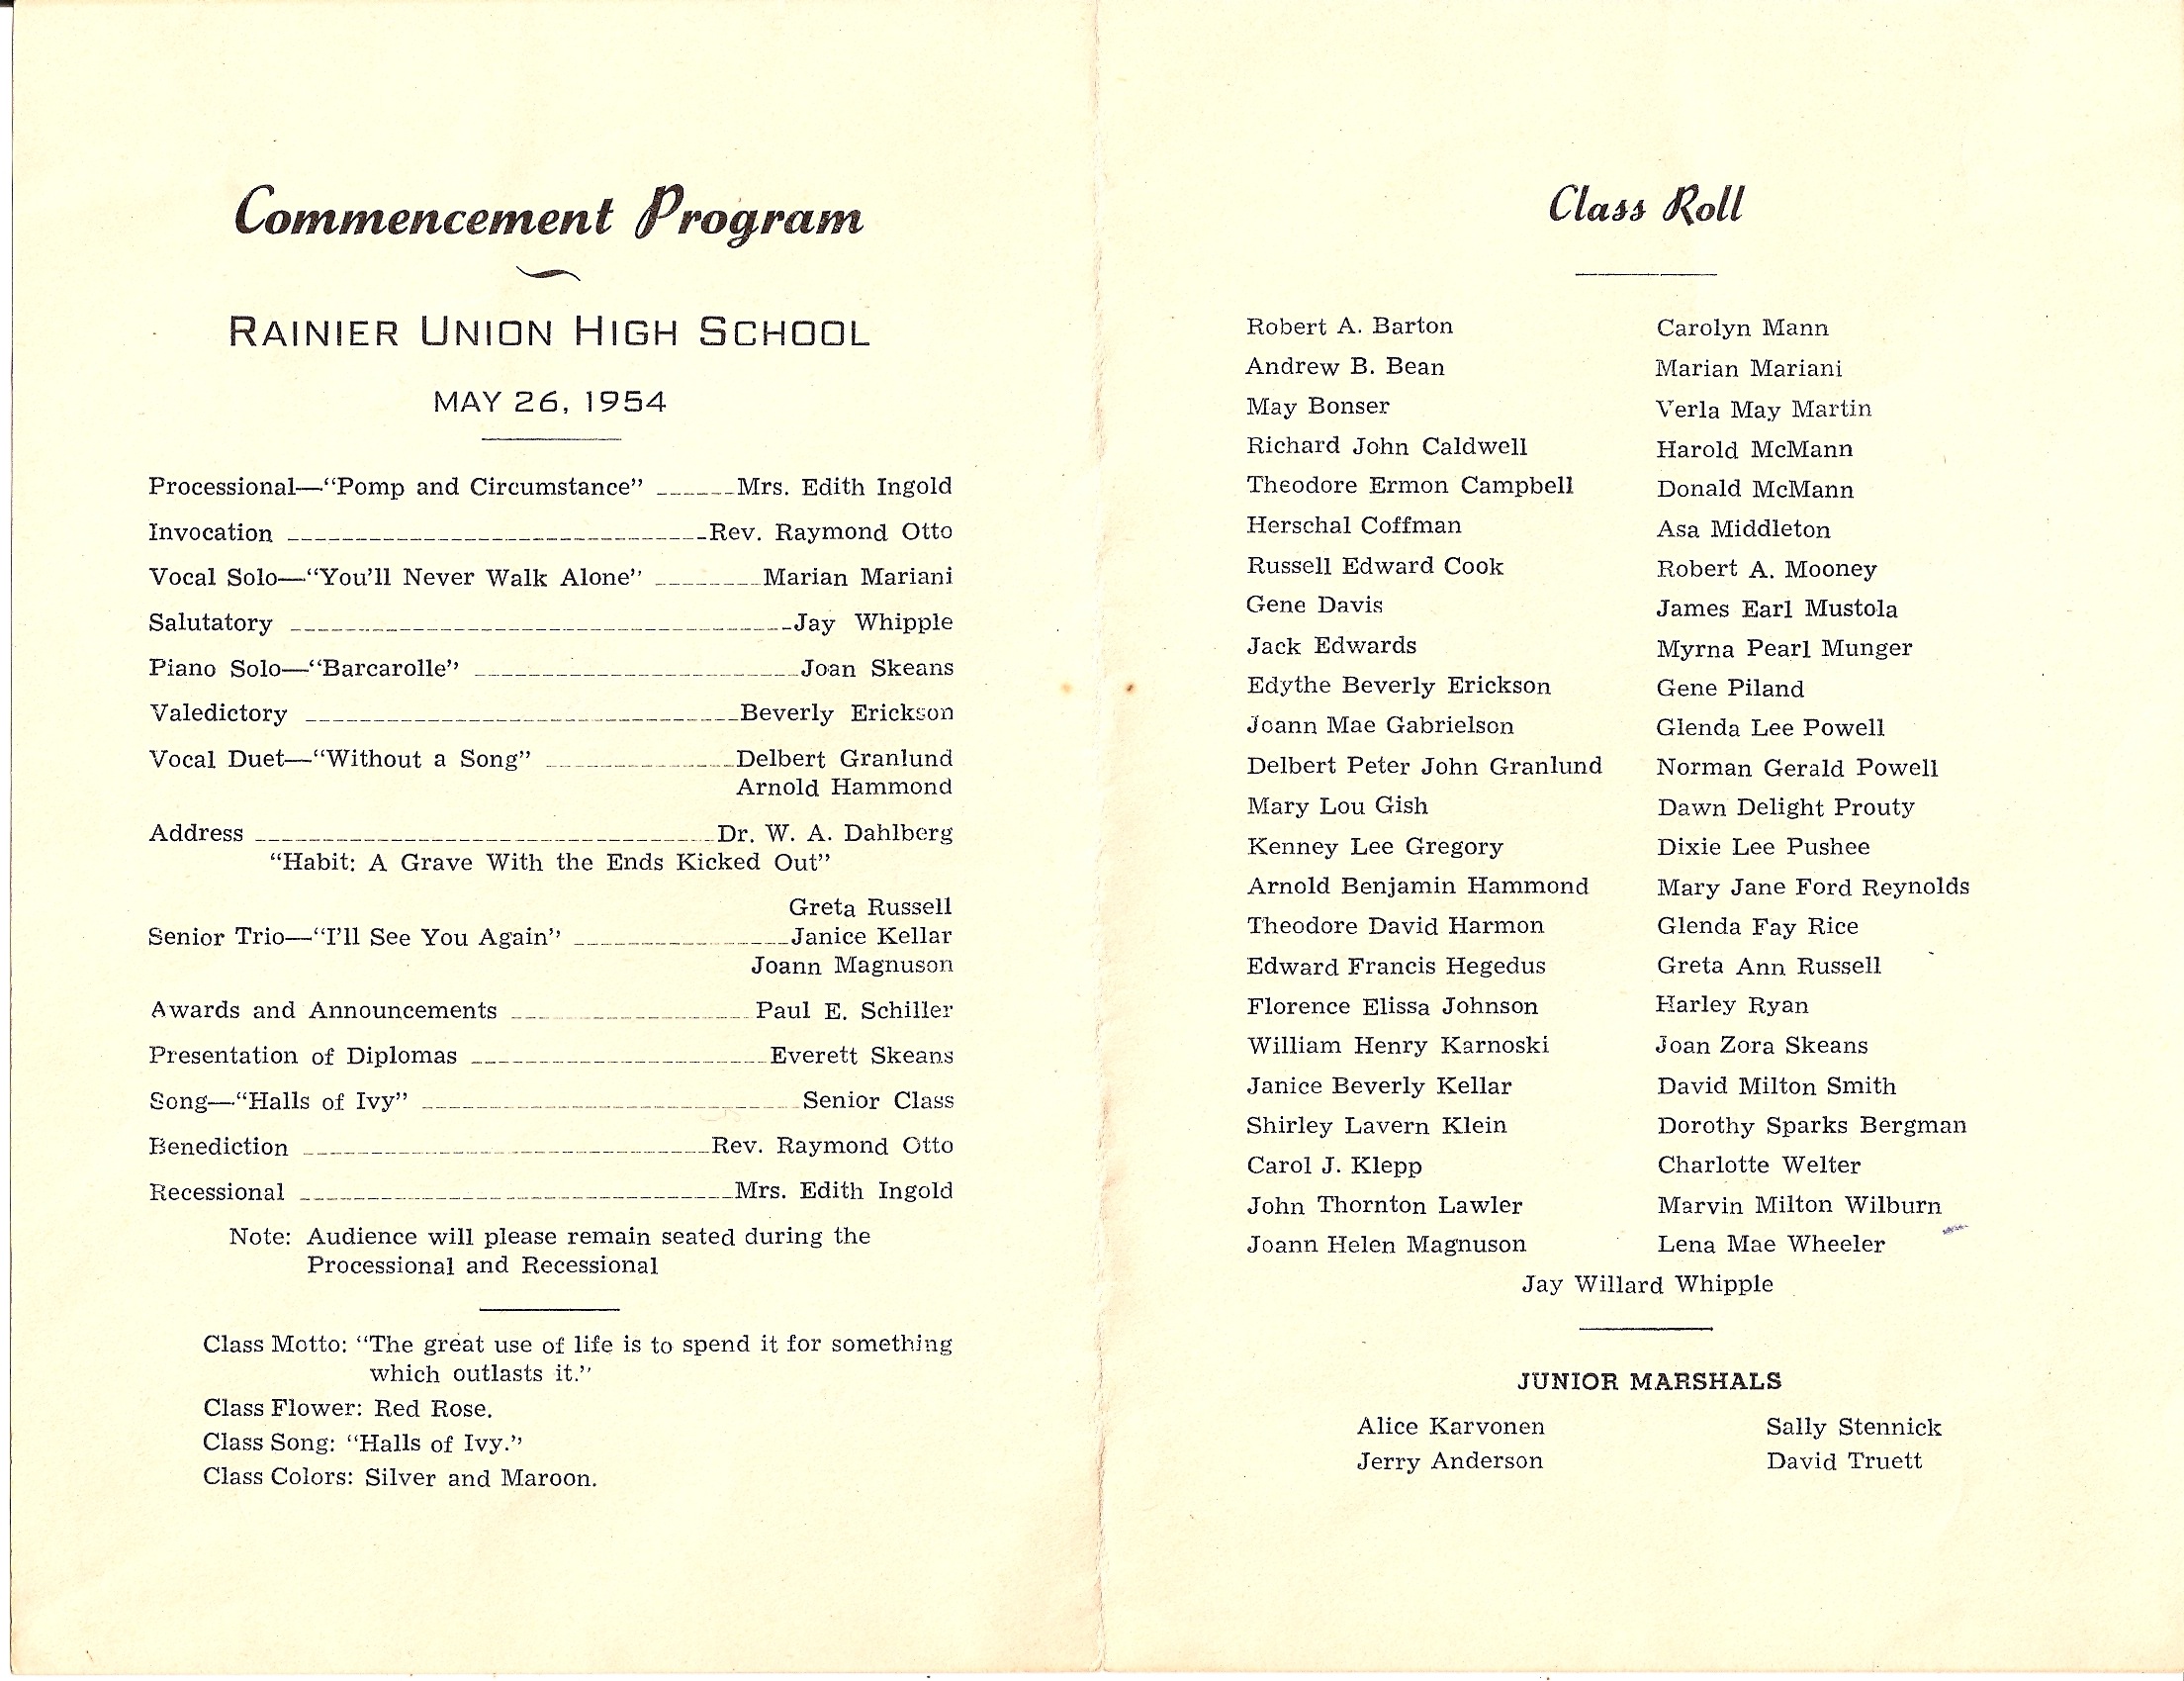 Commencement Program
RAINIER UNION HIGH SCHOOL
MAY 26, 1954
Processional—“Pomp and Circumstance” ______Mrs. Edith Ingold
Invocation ______________________________Rev. Raymond Otto
Vocal Solo—“You’ll Never Walk Alone” ________Marian Mariani
Salutatory ____________________________________Jay Whipple
Piano Solo—“Barcarolle” ________________________Joan Skeans
Valedictory _______________________________Beverly Erickson
Vocal Duet—“Without a Song” ______________Delbert Granlund
Arnold Hammond
Address _________________________________Dr. W. A. Dahlberg
“Habit: A Grave With the Ends Kicked Out”
Greta Russell
Senior Trio—“I’ll See You Again” ________________Janice Kellar
Joann Magnuson
Awards and Announcements __________________Paul E. Schiller
Presentation of Diplomas ______________________Everett Skeans
Song—“Halls of Ivy” ____________________________Senior Class
Benediction ______________________________Rev. Raymond Otto
Recessional ________________________________Mrs. Edith Ingold
Note: Audience will please remain seated during the
Processional and Recessional
Class Motto: “The great use of life is to spend it for something
which outlasts it.”
Class Flower: Red Rose.
Class Song: “Halls of Ivy.”
Class Colors: Silver and Maroon.
Class Roll
Robert A. Barton
Andrew B. Bean
May Bonser
Richard John Caldwell
Theodore Ermon Campbell
Herschal Coffman
Russell Edward Cook
Gene Davis
Jack Edwards
Edythe Beverly Erickson
Joann Mae Gabrielson
Delbert Peter John Granlund
Mary Lou Gish
Kenney Lee Gregory
Arnold Benjamin Hammond
Theodore David Harmon
Edward Francis Hegedus
Florence Elissa Johnson
William Henry Karnoski
Janice Beverly Kellar
Shirley Lavern Klein
Carol J. Klepp
John Thornton Lawler
Joann Helen Magnuson
Carolyn Mann
Marian Mariani
Verla May Martin
Harold McMann
Donald McMann
Asa Middleton
Robert A. Mooney
James Earl Mustola
Myrna Pearl Munger
Gene Piland
Glenda Lee Powell
Norman Gerald Powell
Dawn Delight Prouty
Dixie Lee Pushee
Mary Jane Ford Reynolds
Glenda Fay Rice
Greta Ann Russell
Harley Ryan
Joan Zora Skeans
David Milton Smith
Dorothy Sparks Bergman
Charlotte Welter
Marvin Milton Wilburn
Lena Mae Wheeler
Jay Willard Whipple
JUNIOR MARSHALS
Alice Karvonen
Jerry Anderson
Sally Stennick
David Truett